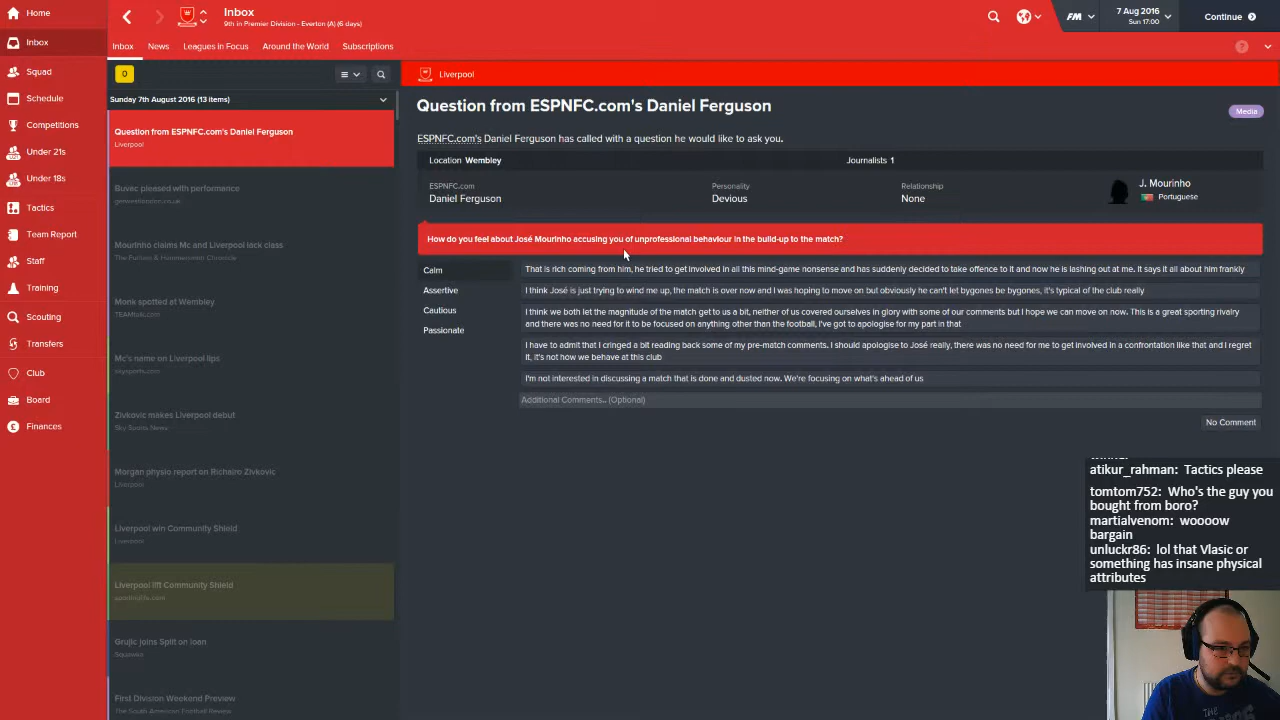 Home
Inbox
Squad
Schedule
Competitions
Under 21s
Under 18s
Tactics
Team Report
Staff
Training
Scouting
Transfers
Club
Board
Finances
Inbox
9th in Premier Division - Everton (A) (6 days)
FM
7 Aug 2016
Sun 17:00
Continue
Inbox
News
Leagues in Focus
Around the World
Subscriptions
?
0
Sunday 7th August 2016 (13 items)
Question from ESPNFC.com's Daniel Ferguson
Liverpool
Buvac pleased with performance
Mourinho claims Mc and Liverpool lack class
The Fulham & Hammersmith Chronicle
Monk spotted at Wembley
TEAMtalk.com
Mc's name on Liverpool lips
skysports.com
Zivkovic makes Liverpool debut
Sky Sports News
Morgan physio report on Richairo Zivkovic
Liverpool
Liverpool win Community Shield
Liverpool
Liverpool lift Community Shield
sportinglife.com
Grujic joins Split on loan
Squawka
First Division Weekend Preview
The South American Football Review
Liverpool
Question from ESPNFC.com's Daniel Ferguson
Media
ESPNFC.com's Daniel Ferguson has called with a question he would like to ask you.
Location Wembley
Journalists 1
ESPNFC.com
Daniel Ferguson
Personality
Devious
Relationship
None
J. Mourinho
Portuguese
How do you feel about José Mourinho accusing you of unprofessional behaviour in the build-up to the match?
Calm
Assertive
Cautious
Passionate
That is rich coming from him, he tried to get involved in all this mind-game nonsense and has suddenly decided to take offence to it and now he is lashing out at me. It says it all about him frankly
I think José is just trying to wind me up, the match is over now and I was hoping to move on but obviously he can't let bygones be bygones, it's typical of the club really
I think we both let the magnitude of the match get to us a bit, neither of us covered ourselves in glory with some of our comments but I hope we can move on now. This is a great sporting rivalry
and there was no need for it to be focused on anything other than the football, I've got to apologise for my part in that
I have to admit that I cringed a bit reading back some of my pre-match comments. I should apologise to José really, there was no need for me to get involved in a confrontation like that and I regret
it, it's not how we behave at this club
I'm not interested in discussing a match that is done and dusted now. We're focusing on what's ahead of us
Additional Comments.. (Optional)
No Comment
atikur_rahman: Tactics please
tomtom752: Who's the guy you
bought from boro?
martialvenom: woooow
bargain
unluckr86: lol that Vlasic or
something has insane physical
attributes